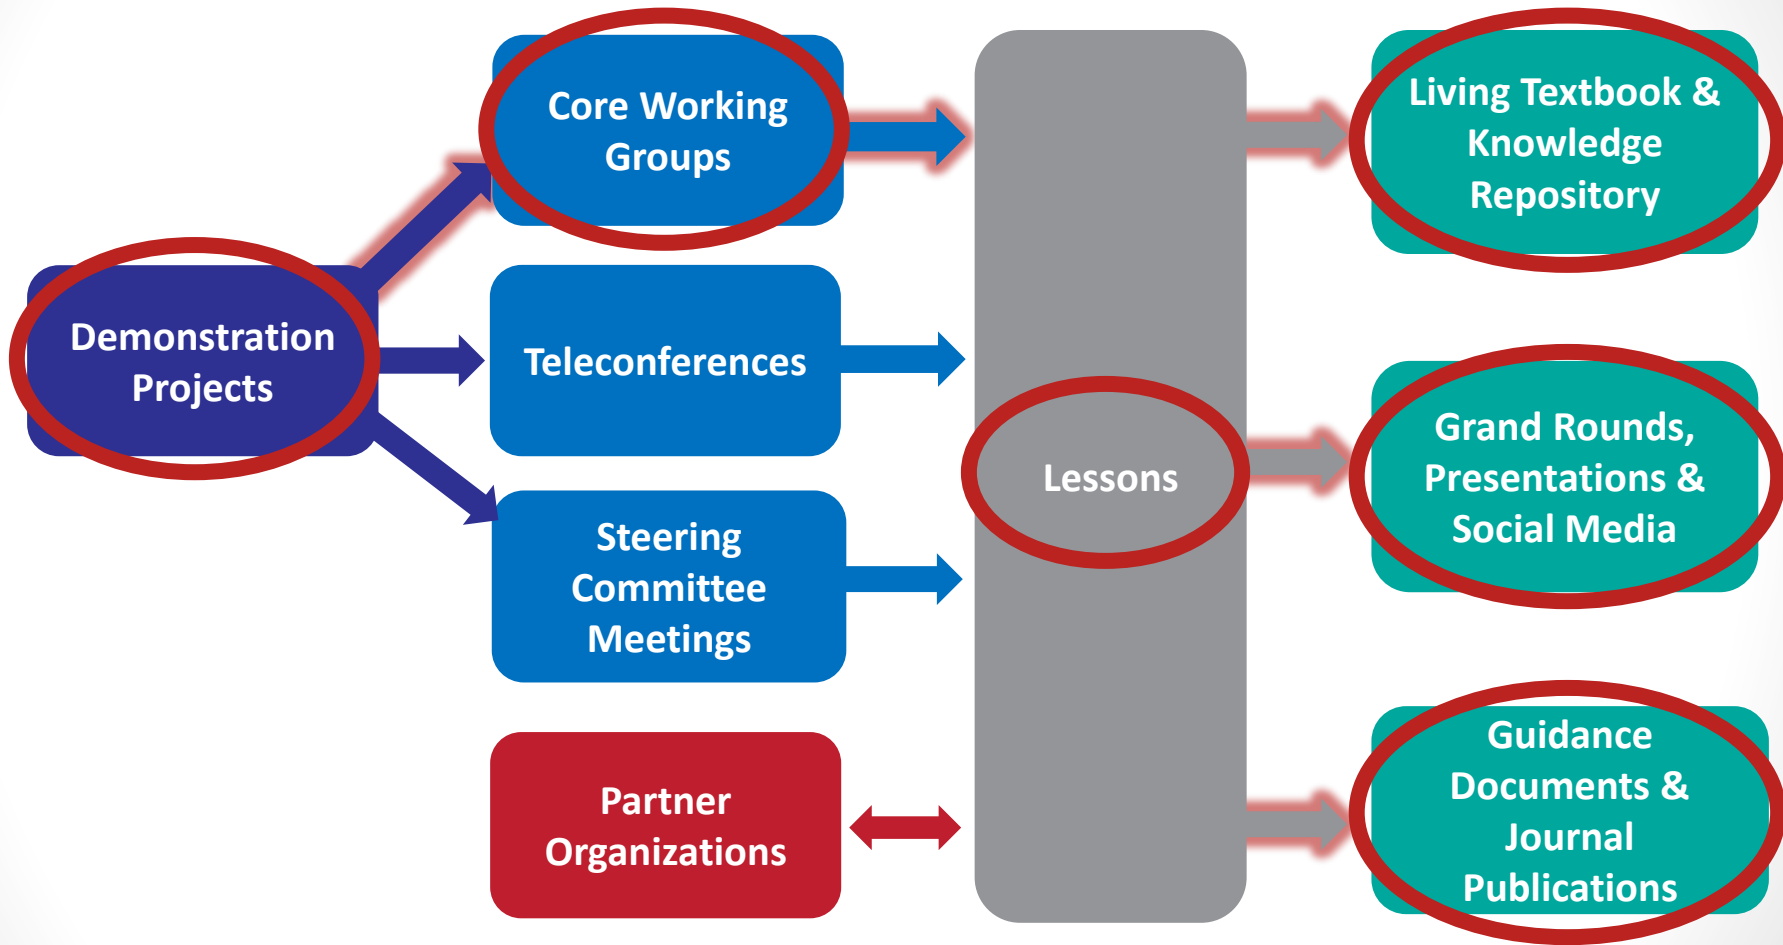 Demonstration
Projects
Core Working
Groups
Teleconferences
Steering
Committee
Meetings
Partner
Organizations
Lessons
Living Textbook &
Knowledge
Repository
Grand Rounds,
Presentations &
Social Media
Guidance
Documents &
Journal
Publications